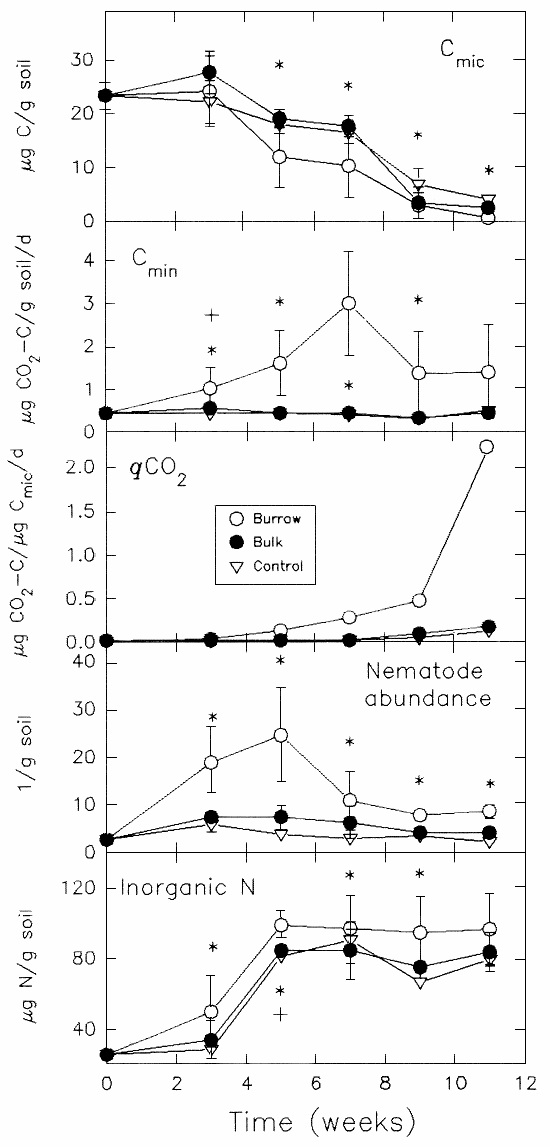 C_mic
30
20
10
0
μg C/g soil
C_min
4
3
2
1
0
μg CO₂-C/g soil/d
+
*
qCO₂
2.0
1.5
1.0
0.5
0.0
μg CO₂-C/μg C_mic/d
Burrow
Bulk
Control
Nematode
abundance
40
30
20
10
0
1/g soil
Inorganic N
120
80
40
μg N/g soil
0 2 4 6 8 10 12
Time (weeks)